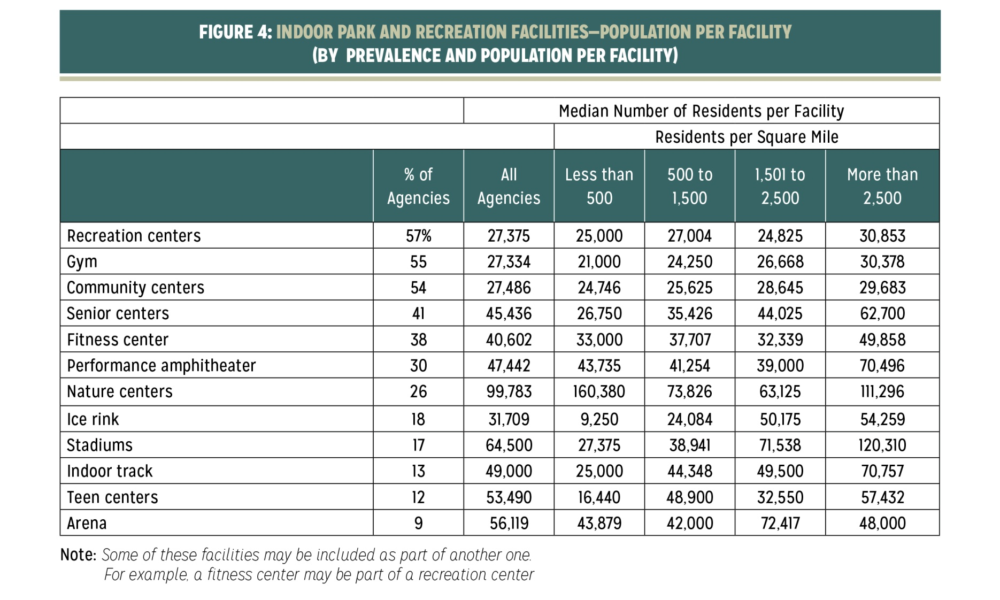 FIGURE 4: INDOOR PARK AND RECREATION FACILITIES—POPULATION PER FACILITY
(BY PREVALENCE AND POPULATION PER FACILITY)
Median Number of Residents per Facility
Residents per Square Mile
% of Agencies All Agencies Less than 500 500 to 1,500 1,501 to 2,500 More than 2,500
Recreation centers 57% 27,375 25,000 27,004 24,825 30,853
Gym 55 27,334 21,000 24,250 26,668 30,378
Community centers 54 27,486 24,746 25,625 28,645 29,683
Senior centers 41 45,436 26,750 35,426 44,025 62,700
Fitness center 38 40,602 33,000 37,707 32,339 49,858
Performance amphitheater 30 47,442 43,735 41,254 39,000 70,496
Nature centers 26 99,783 160,380 73,826 63,125 111,296
Ice rink 18 31,709 9,250 24,084 50,175 54,259
Stadiums 17 64,500 27,375 38,941 71,538 120,310
Indoor track 13 49,000 25,000 44,348 49,500 70,757
Teen centers 12 53,490 16,440 48,900 32,550 57,432
Arena 9 56,119 43,879 42,000 72,417 48,000
Note: Some of these facilities may be included as part of another one.
For example, a fitness center may be part of a recreation center